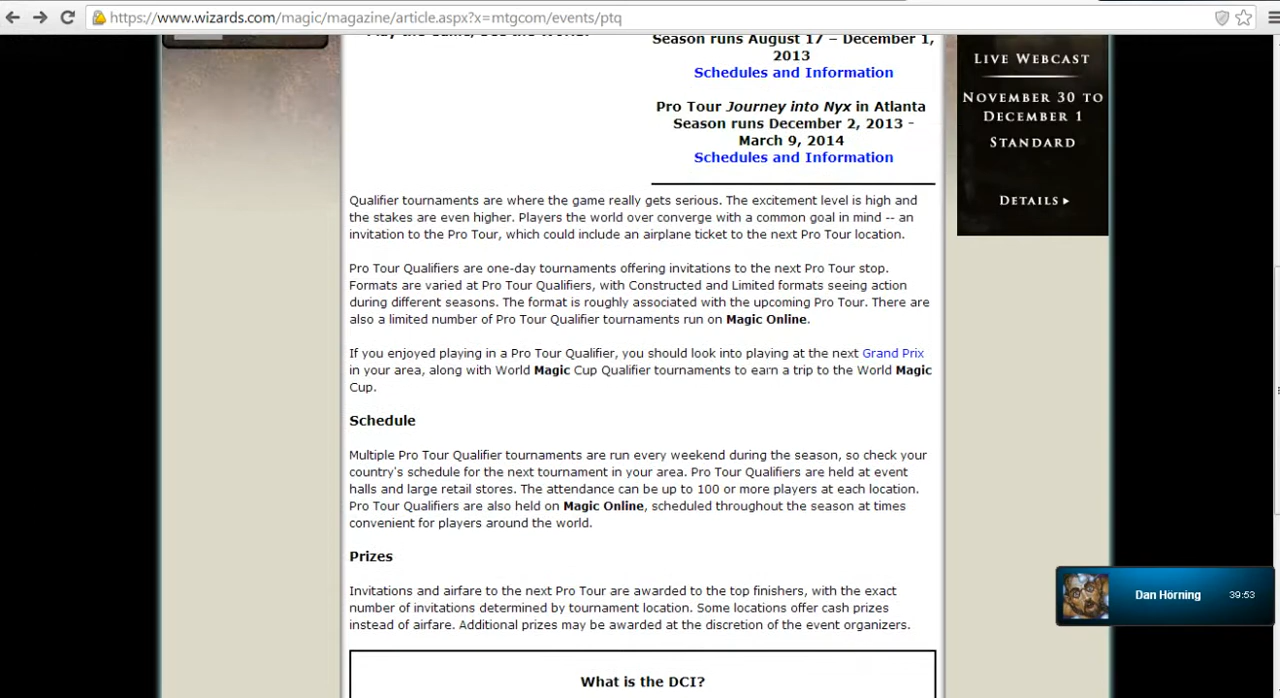 https://www.wizards.com/magic/magazine/article.aspx?x=mtgcom/events/ptq
Season runs August 17 – December 1,
2013
Schedules and Information
Pro Tour Journey into Nyx in Atlanta
Season runs December 2, 2013 -
March 9, 2014
Schedules and Information
LIVE WEBCAST
NOVEMBER 30 TO
DECEMBER 1
STANDARD
DETAILS
Qualifier tournaments are where the game really gets serious. The excitement level is high and
the stakes are even higher. Players the world over converge with a common goal in mind -- an
invitation to the Pro Tour, which could include an airplane ticket to the next Pro Tour location.
Pro Tour Qualifiers are one-day tournaments offering invitations to the next Pro Tour stop.
Formats are varied at Pro Tour Qualifiers, with Constructed and Limited formats seeing action
during different seasons. The format is roughly associated with the upcoming Pro Tour. There are
also a limited number of Pro Tour Qualifier tournaments run on Magic Online.
If you enjoyed playing in a Pro Tour Qualifier, you should look into playing at the next Grand Prix
in your area, along with World Magic Cup Qualifier tournaments to earn a trip to the World Magic
Cup.
Schedule
Multiple Pro Tour Qualifier tournaments are run every weekend during the season, so check your
country's schedule for the next tournament in your area. Pro Tour Qualifiers are held at event
halls and large retail stores. The attendance can be up to 100 or more players at each location.
Pro Tour Qualifiers are also held on Magic Online, scheduled throughout the season at times
convenient for players around the world.
Prizes
Invitations and airfare to the next Pro Tour are awarded to the top finishers, with the exact
number of invitations determined by tournament location. Some locations offer cash prizes
instead of airfare. Additional prizes may be awarded at the discretion of the event organizers.
Dan Horning 39:53
What is the DCI?